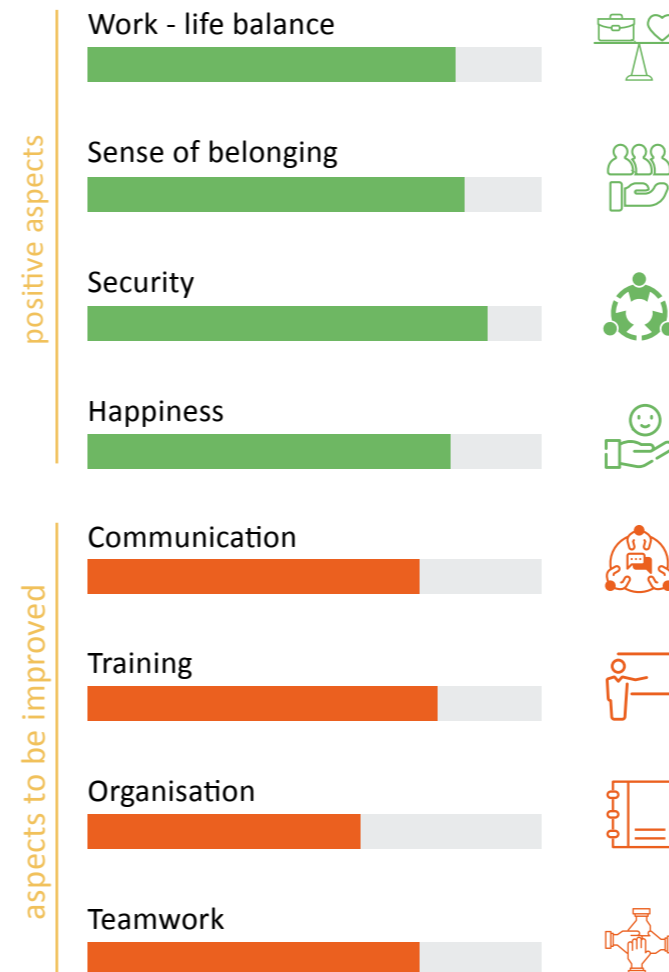 positive aspects
Work - life balance
Sense of belonging
Security
Happiness
aspects to be improved
Communication
Training
Organisation
Teamwork